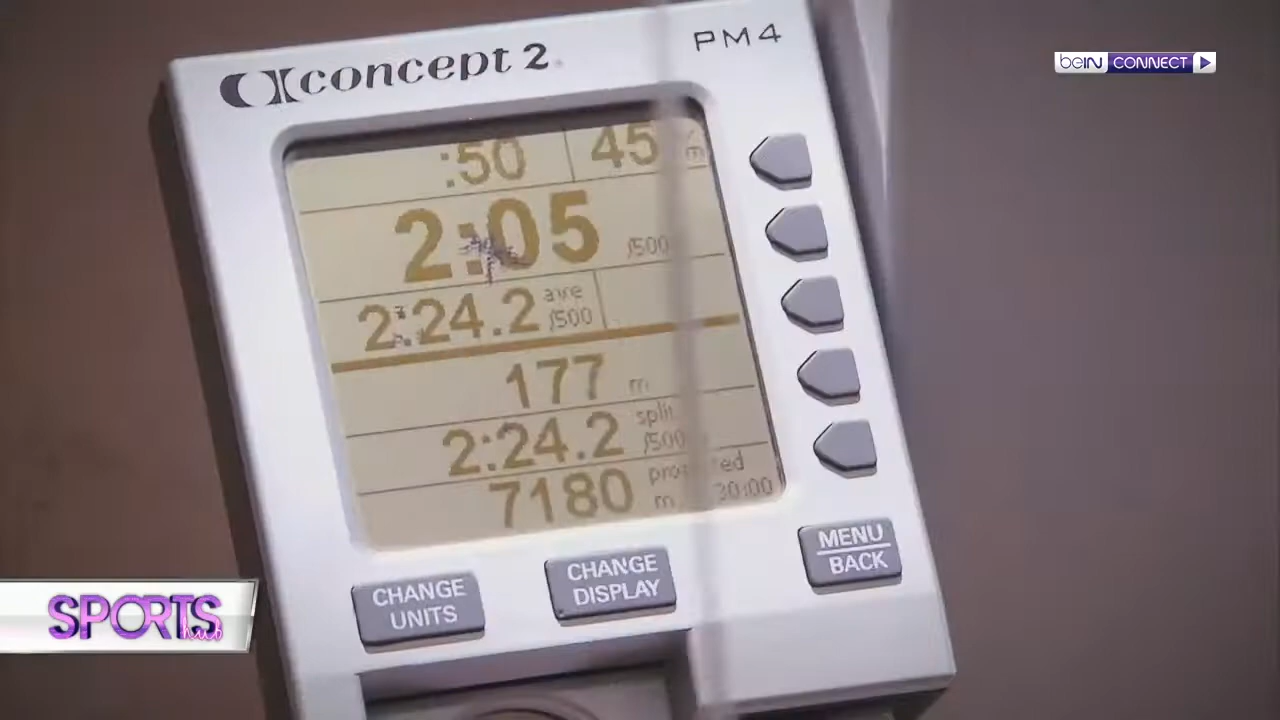 concept 2 PM4
beIN CONNECT
:50 45
2:05 /500
2:24.2 ave /500
177 m
2:24.2 split /500
7180 m 30:00
CHANGE UNITS
CHANGE DISPLAY
MENU BACK
SPORTS hub